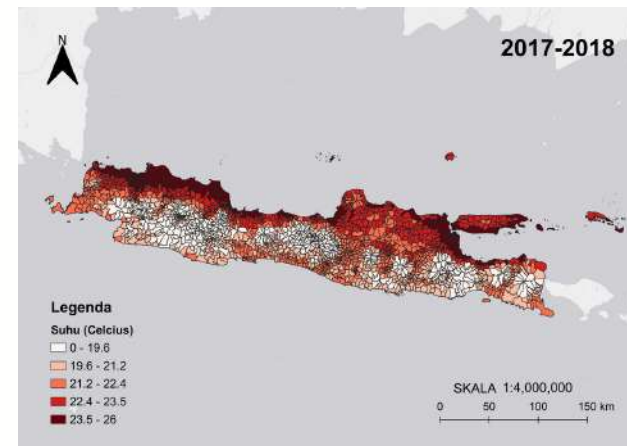 N
2017-2018
Legenda
Suhu (Celcius)
0 - 19.6
19.6 - 21.2
21.2 - 22.4
22.4 - 23.5
23.5 - 26
SKALA 1:4,000,000
0 50 100 150 km